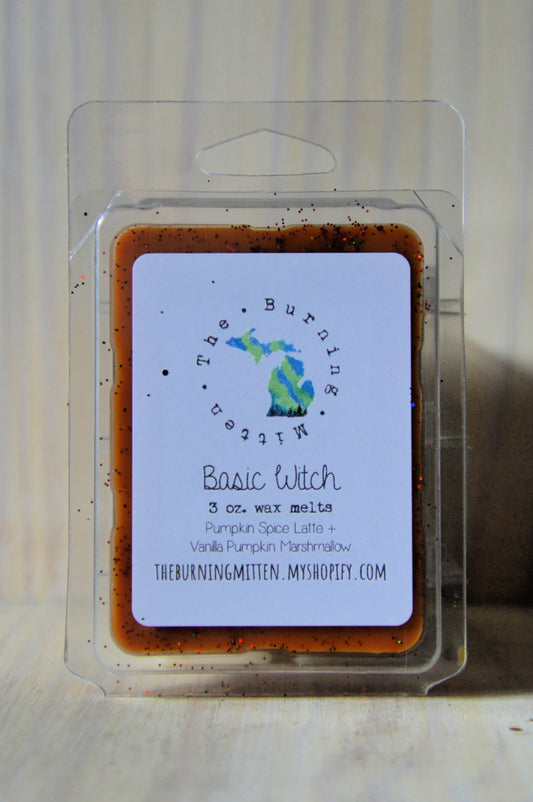 The • Burning • Mitten •
Basic Witch
3 oz. wax melts
Pumpkin Spice Latte +
Vanilla Pumpkin Marshmallow
THEBURNINGMITTEN.MYSHOPIFY.COM